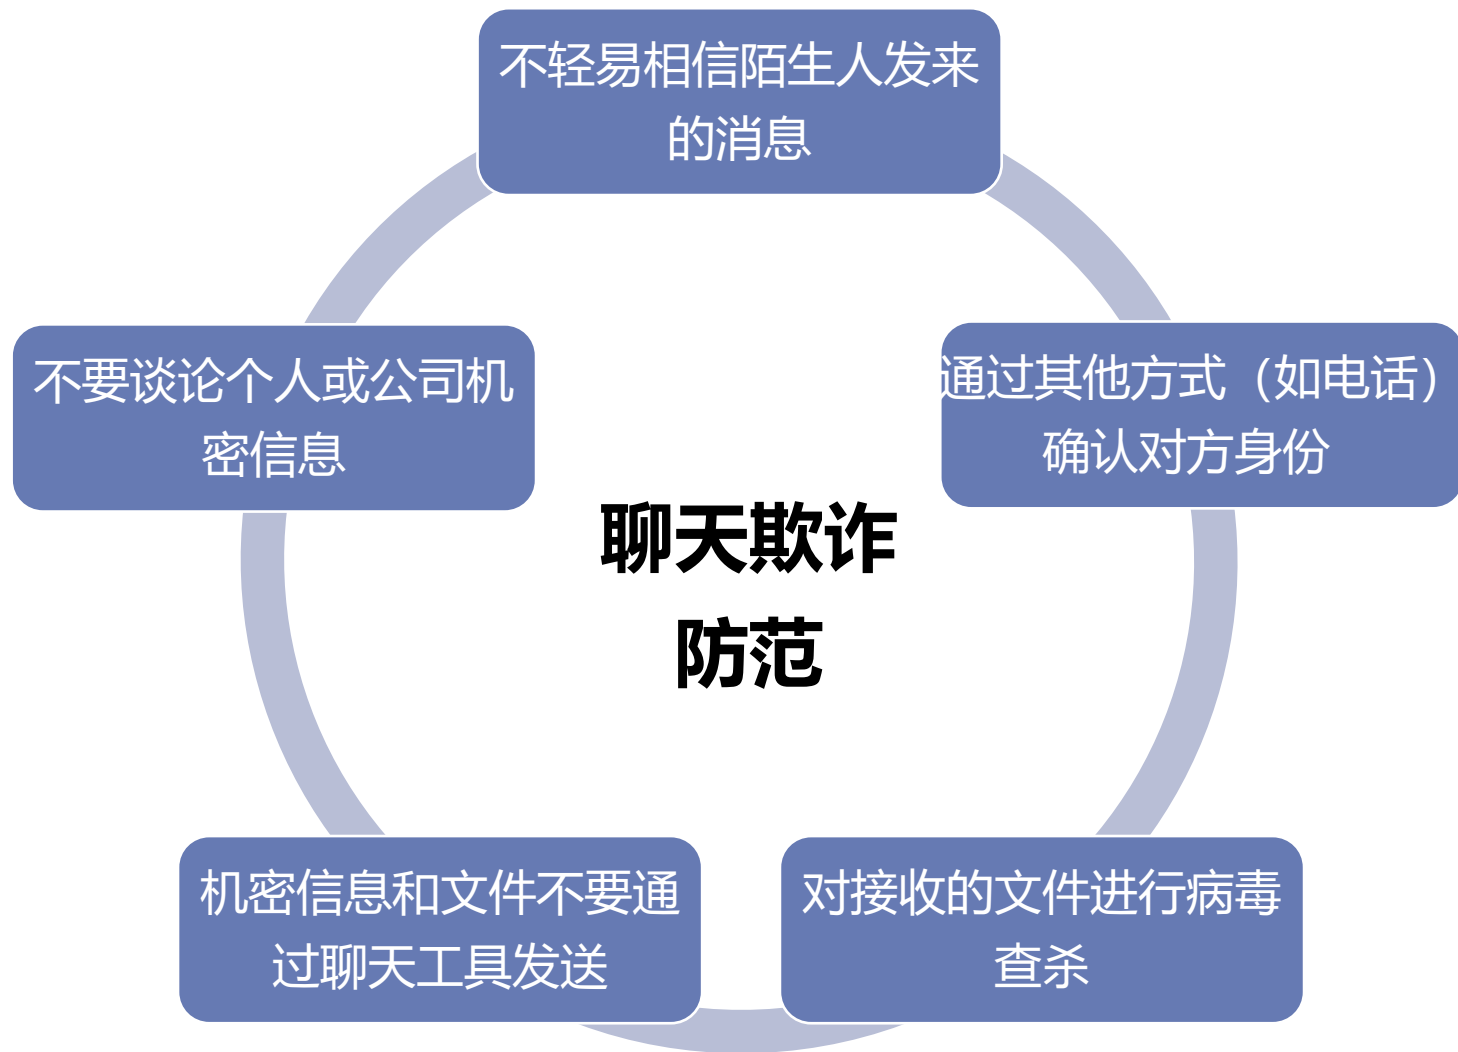 不轻易相信陌生人发来
的消息
通过其他方式（如电话）
确认对方身份
对接收的文件进行病毒
查杀
机密信息和文件不要通
过聊天工具发送
不要谈论个人或公司机
密信息
聊天欺诈
防范